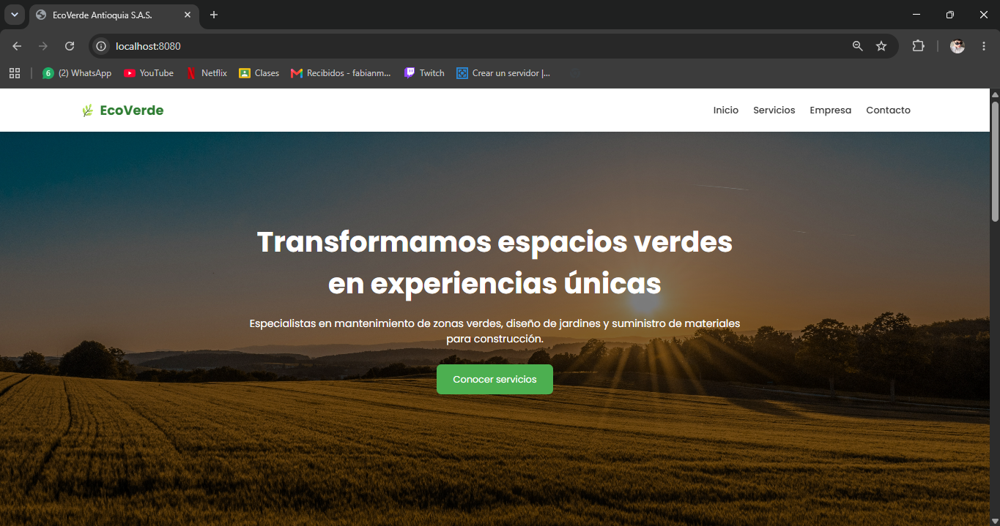 EcoVerde Antioquia S.A.S.
localhost:8080
6 (2) WhatsApp YouTube Netflix Clases Recibidos - fabianm... Twitch Crear un servidor |...
EcoVerde Inicio Servicios Empresa Contacto
Transformamos espacios verdes
en experiencias únicas
Especialistas en mantenimiento de zonas verdes, diseño de jardines y suministro de materiales
para construcción.
Conocer servicios